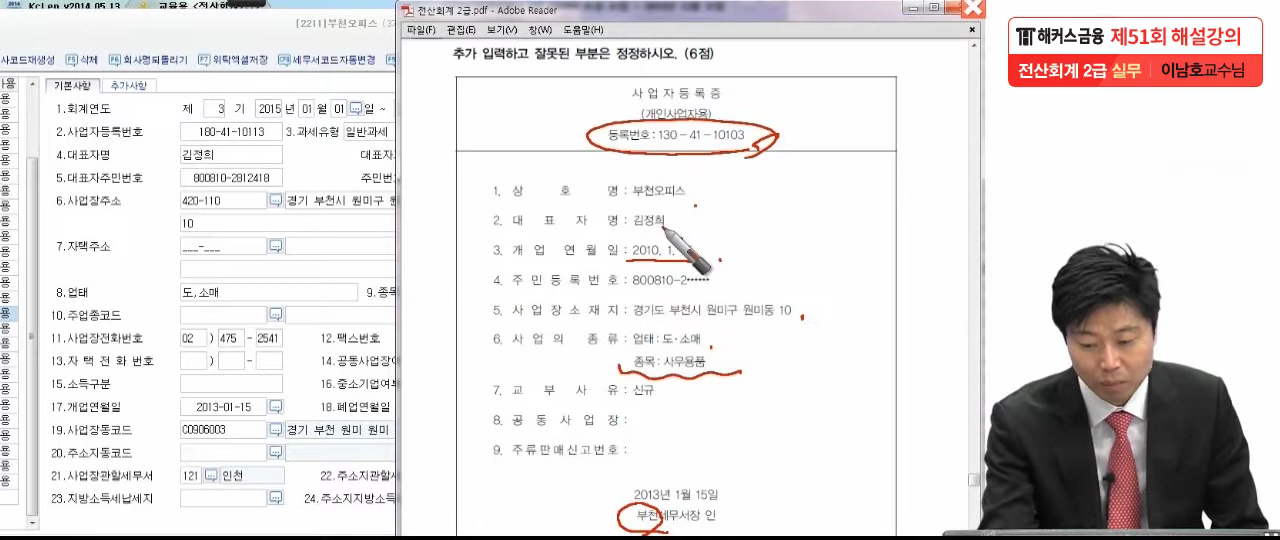 KcLep v2014.05.13
교육용 <전산회
[2211]부천오피스
사코드재생성 F5 삭제 F6 회사명되돌리기 F7 위탁엑셀저장 CF8 세무서코드자동변경
기본사항 추가사항
1.회계연도 제 3 기 2015 년 01 월 01 일 ~
2.사업자등록번호 180-41-10113 3.과세유형 일반과세
4.대표자명 김정희 대표자
5.대표자주민번호 800810-2812418 주민번
6.사업장주소 420-110 경기 부천시 원미구 원
10
7.자택주소 ___-___
8.업태 도,소매 9.종목
10.주업종코드
11.사업장전화번호 02 ) 475 - 2541 12.팩스번호
13.자 택 전 화 번 호 ) - 14.공동사업장
15.소득구분 16.중소기업여부
17.개업연월일 2013-01-15 18.폐업연월일
19.사업장동코드 C0906003 경기 부천 원미 원미
20.주소지동코드
21.사업장관할세무서 121 인천 22.주소지관할
23.지방소득세납세지 24.주소지지방소득
전산회계 2급.pdf - Adobe Reader
파일(F) 편집(E) 보기(V) 창(W) 도움말(H)
추가 입력하고 잘못된 부분은 정정하시오. (6점)
사 업 자 등 록 증
(개인사업자용)
등록번호 : 130 - 41 - 10103
1. 상 호 명 : 부천오피스
2. 대 표 자 명 : 김정희
3. 개 업 연 월 일 : 2010. 1.
4. 주 민 등 록 번 호 : 800810-2******
5. 사 업 장 소 재 지 : 경기도 부천시 원미구 원미동 10
6. 사 업 의 종 류 : 업태 : 도·소매
종목 : 사무용품
7. 교 부 사 유 : 신규
8. 공 동 사 업 장 :
9. 주류판매신고번호 :
2013년 1월 15일
부천세무서장 인
해커스금융 제51회 해설강의
전산회계 2급 실무 | 이남호교수님